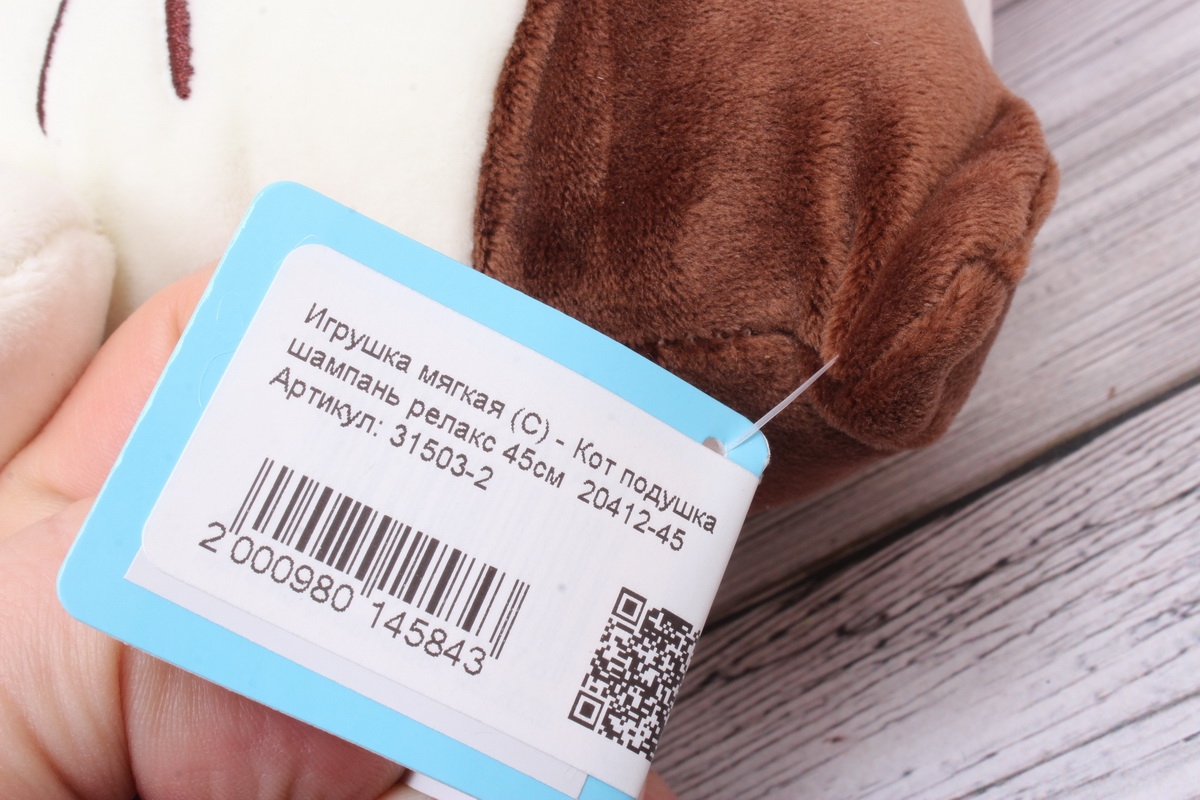 Игрушка мягкая (С) - Кот подушка
шампань релакс 45см 20412-45
Артикул: 31503-2
2 000980 145843